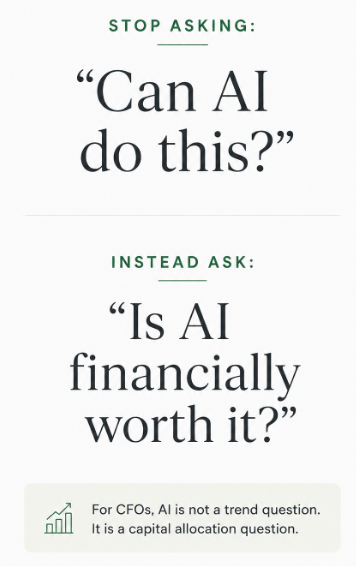 STOP ASKING:
“Can AI
do this?”
INSTEAD ASK:
“Is AI
financially
worth it?”
For CFOs, AI is not a trend question.
It is a capital allocation question.